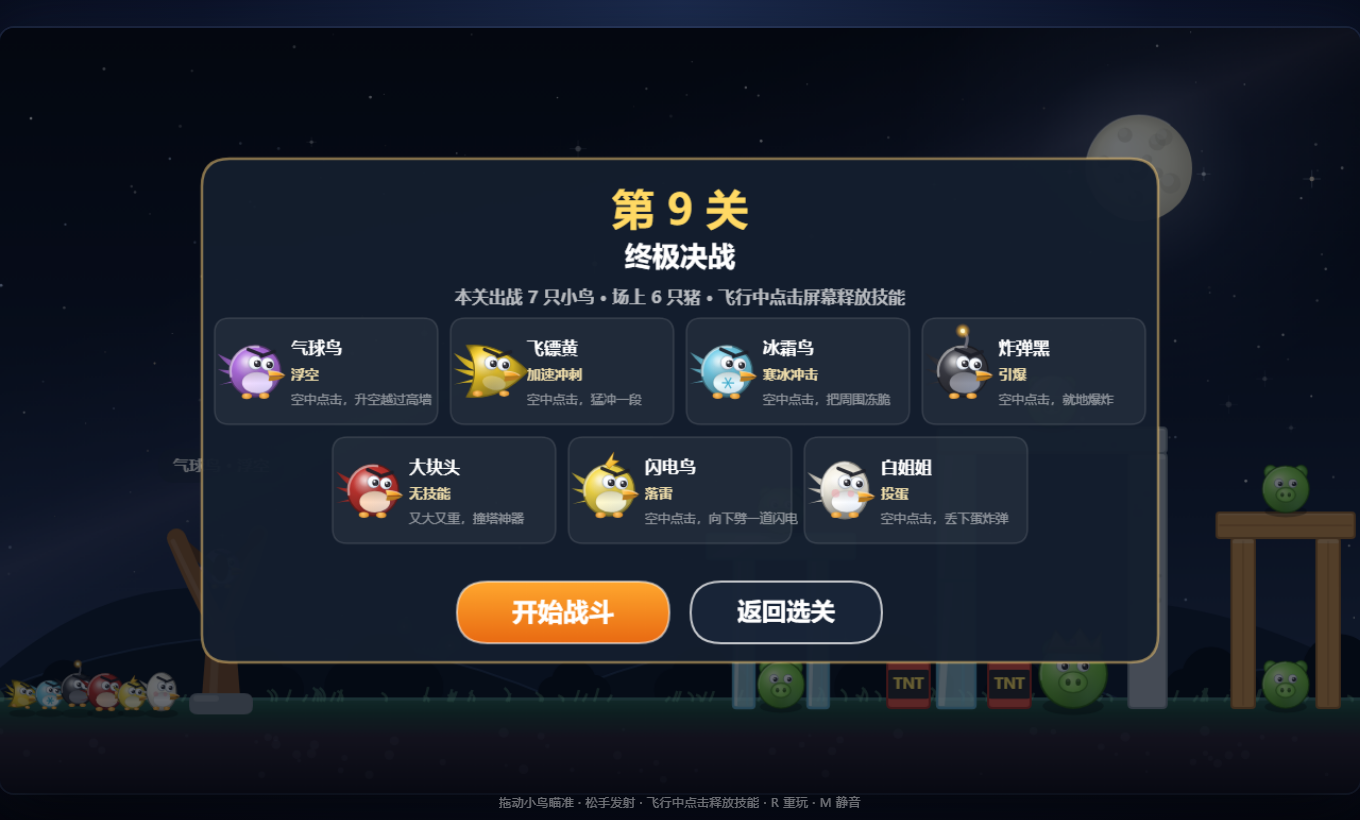 第 9 关
终极决战
本关出战 7 只小鸟 • 场上 6 只猪 • 飞行中点击屏幕释放技能
气球鸟
浮空
空中点击，升空越过高墙
飞镖黄
加速冲刺
空中点击，猛冲一段
冰霜鸟
寒冰冲击
空中点击，把周围冻脆
炸弹黑
引爆
空中点击，就地爆炸
大块头
无技能
又大又重，撞塔神器
闪电鸟
落雷
空中点击，向下劈一道闪电
白姐姐
投蛋
空中点击，丢下蛋炸弹
气球
开始战斗
返回选关
TNT
TNT
拖动小鸟瞄准 · 松手发射 · 飞行中点击释放技能 · R 重玩 · M 静音